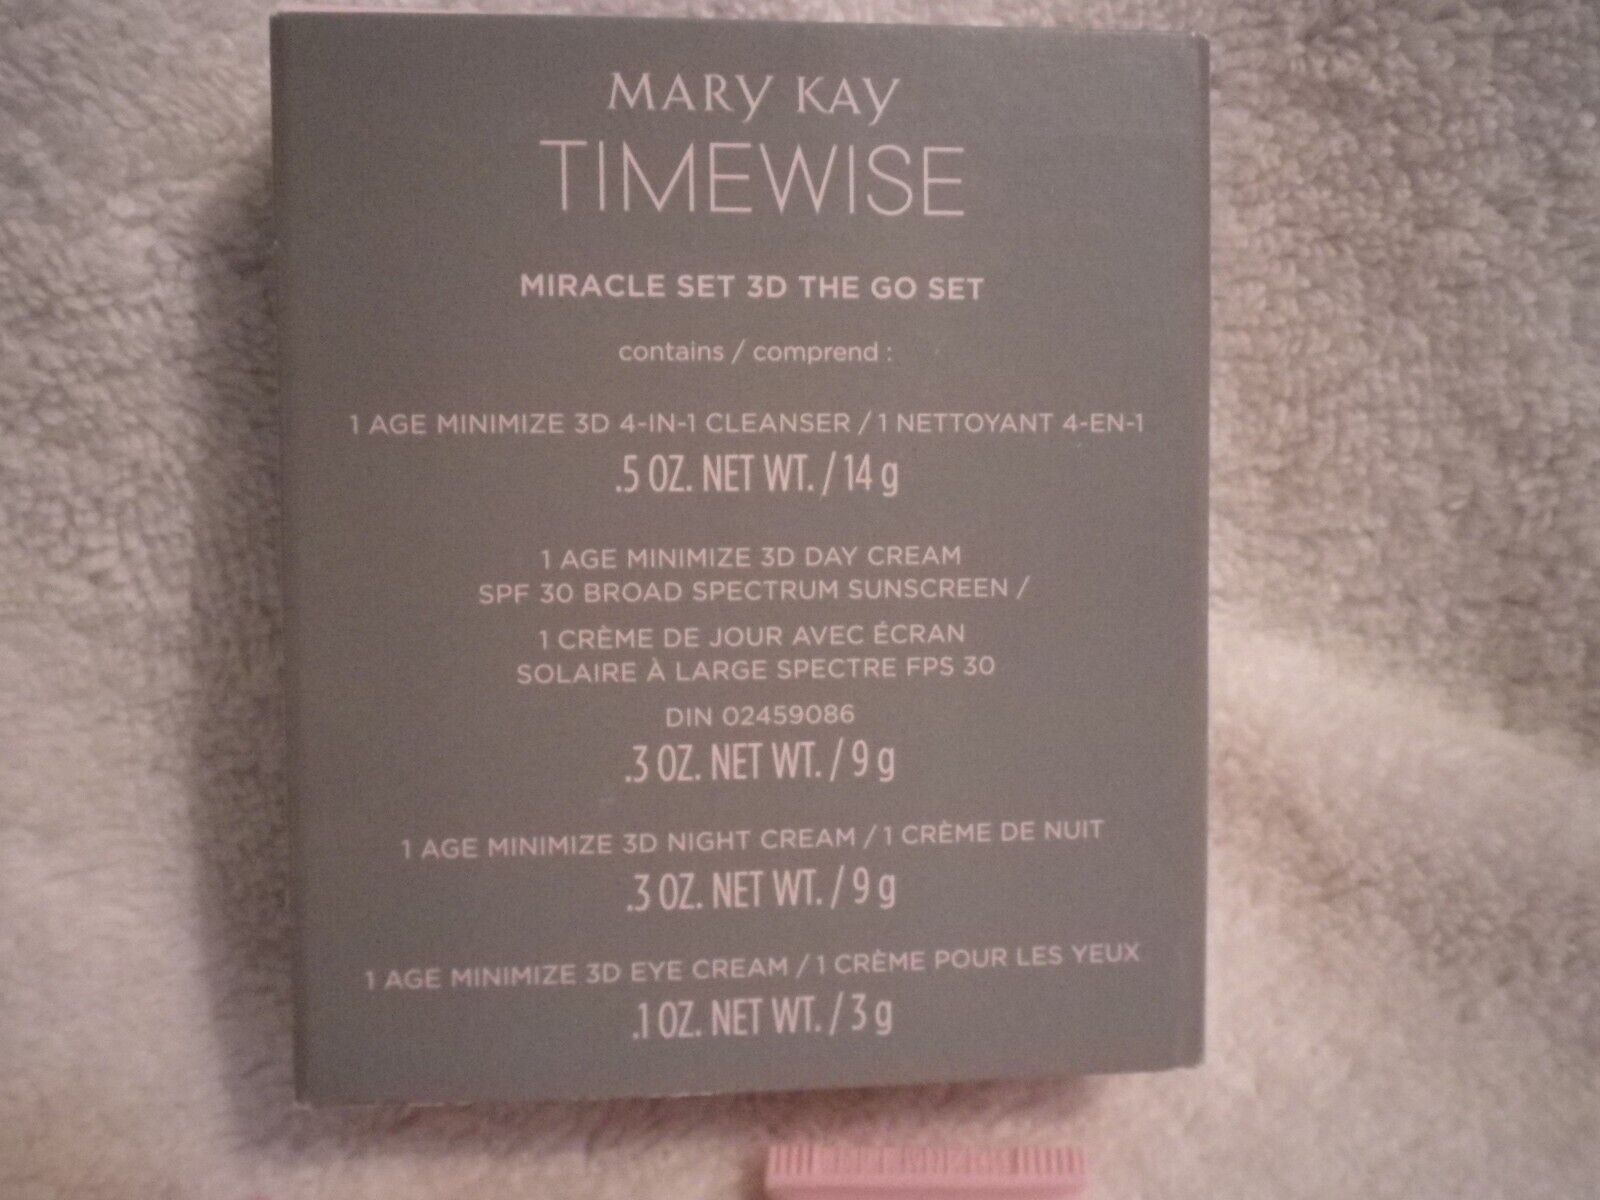 MARY KAY
TIMEWISE
MIRACLE SET 3D THE GO SET
contains / comprend :
1 AGE MINIMIZE 3D 4-IN-1 CLEANSER / 1 NETTOYANT 4-EN-1
.5 OZ. NET WT. / 14 g
1 AGE MINIMIZE 3D DAY CREAM
SPF 30 BROAD SPECTRUM SUNSCREEN /
1 CRÈME DE JOUR AVEC ÉCRAN
SOLAIRE À LARGE SPECTRE FPS 30
DIN 02459086
.3 OZ. NET WT. / 9 g
1 AGE MINIMIZE 3D NIGHT CREAM / 1 CRÈME DE NUIT
.3 OZ. NET WT. / 9 g
1 AGE MINIMIZE 3D EYE CREAM / 1 CRÈME POUR LES YEUX
.1 OZ. NET WT. / 3 g